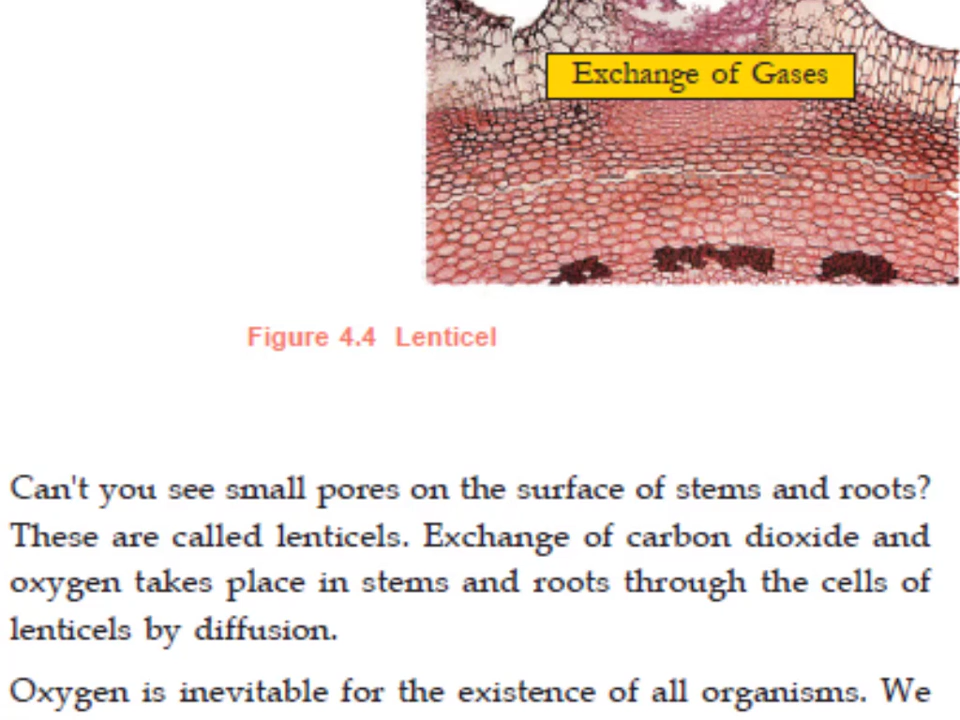 Exchange of Gases
Figure 4.4 Lenticel
Can't you see small pores on the surface of stems and roots?
These are called lenticels. Exchange of carbon dioxide and
oxygen takes place in stems and roots through the cells of
lenticels by diffusion.
Oxygen is inevitable for the existence of all organisms. We